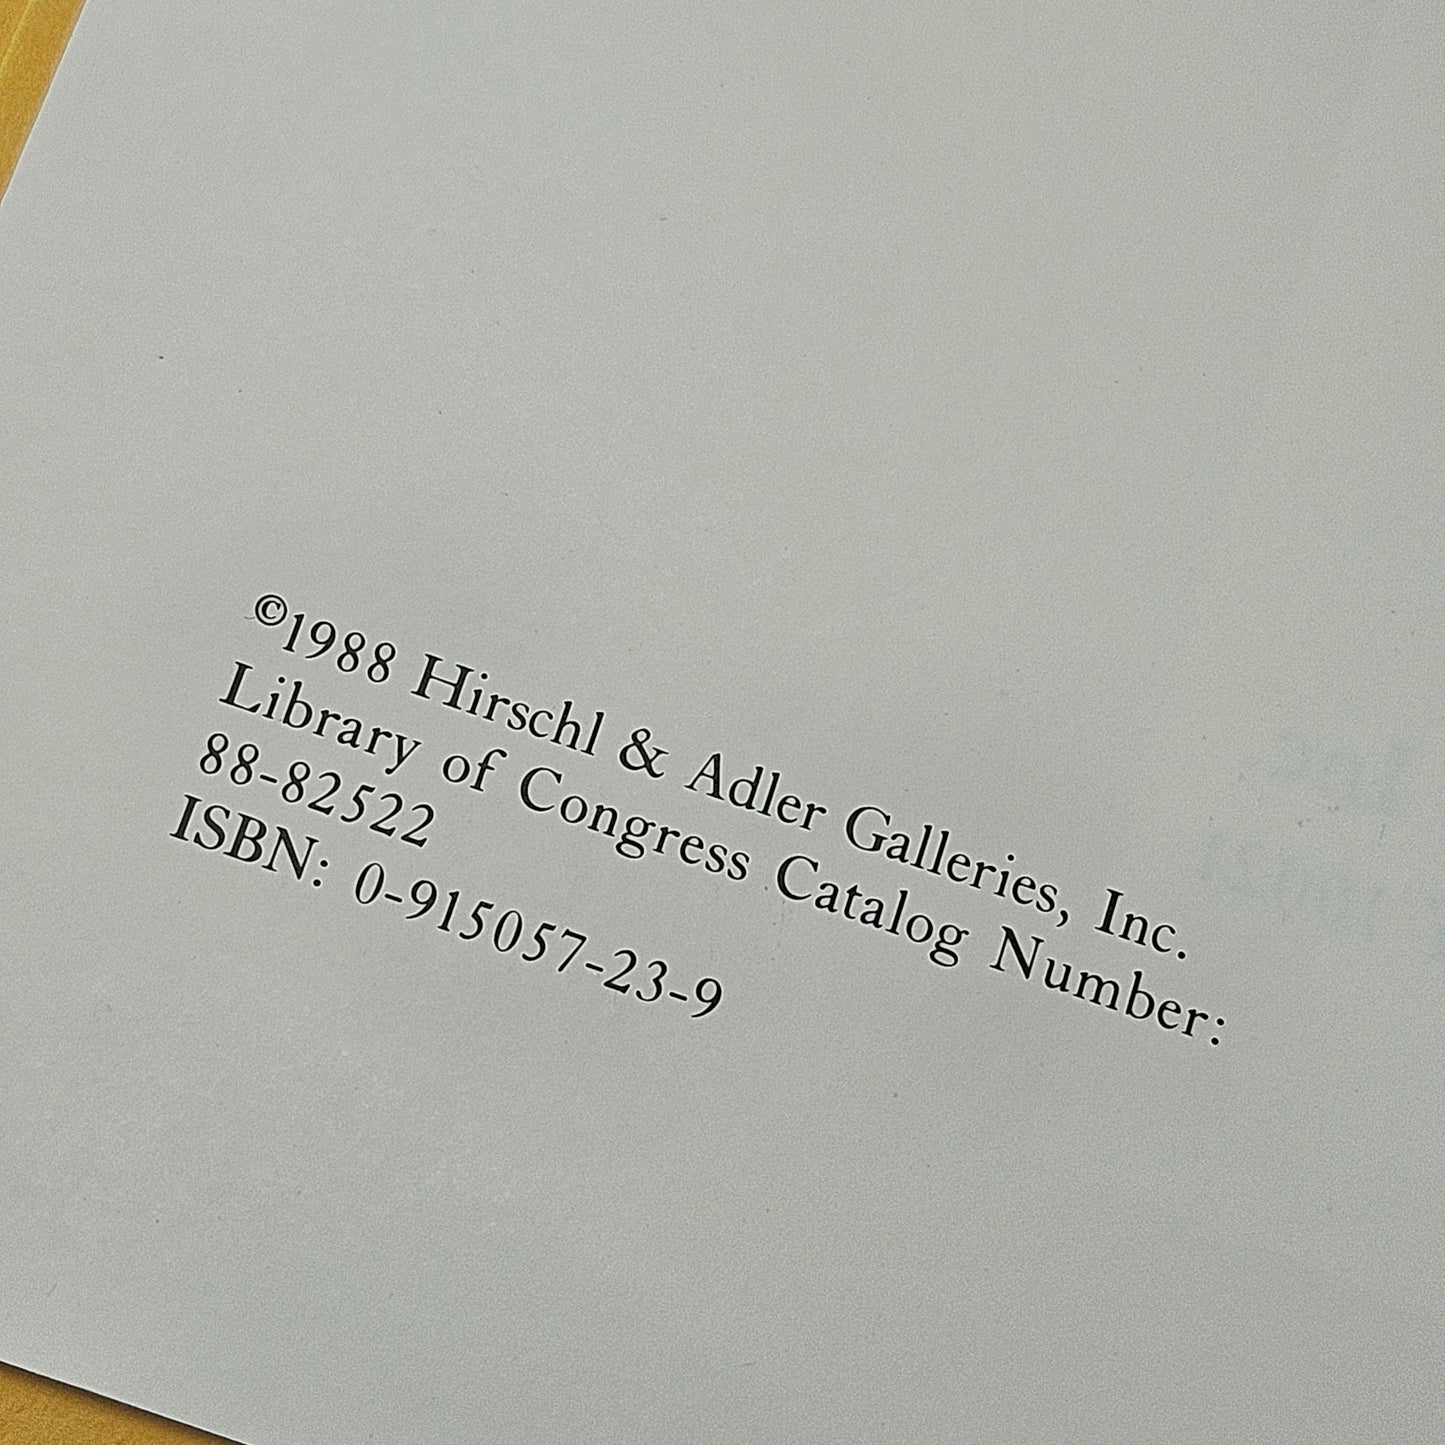 ©1988 Hirschl & Adler Galleries, Inc.
Library of Congress Catalog Number:
88-82522
ISBN: 0-915057-23-9